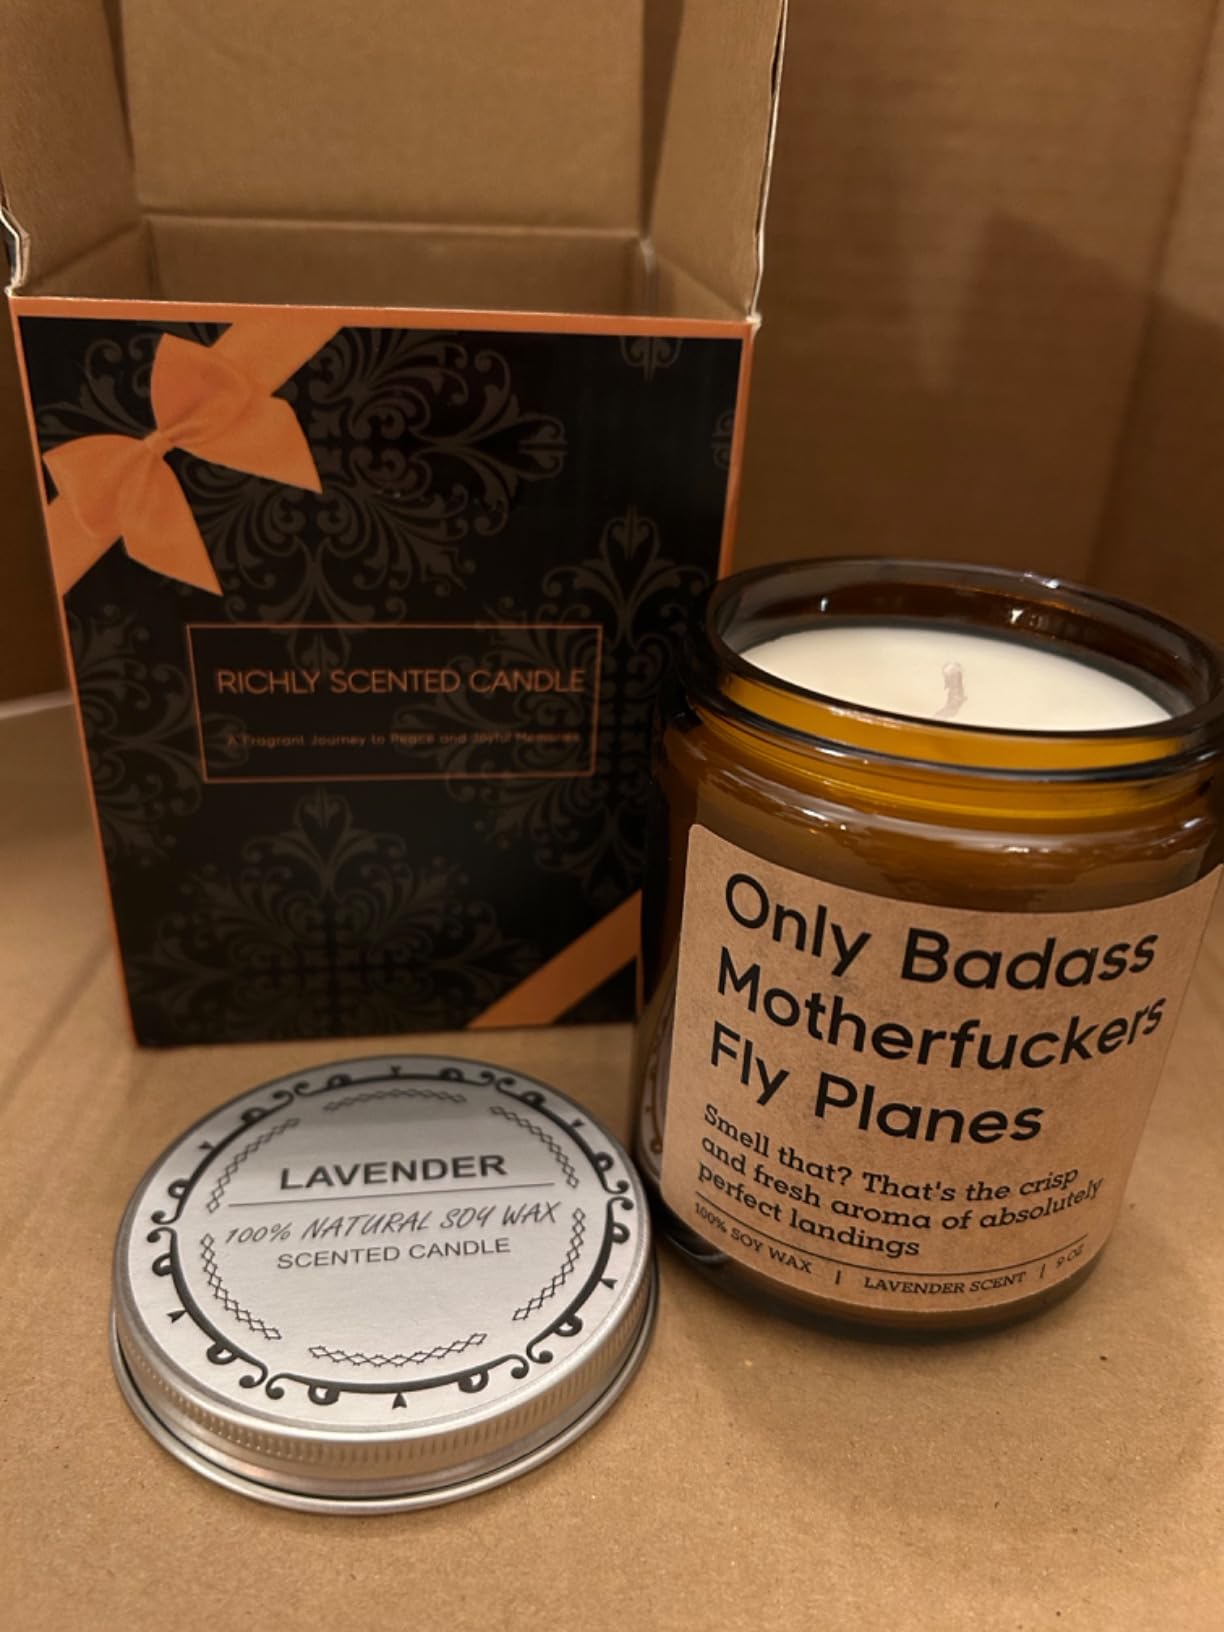 RICHLY SCENTED CANDLE
A Fragrant Journey to Peace and Joyful Memories
Only Badass
Motherfuckers
Fly Planes
Smell that? That's the crisp
and fresh aroma of absolutely
perfect landings
100% SOY WAX | LAVENDER SCENT | 9 OZ
LAVENDER
100% NATURAL SOY WAX
SCENTED CANDLE